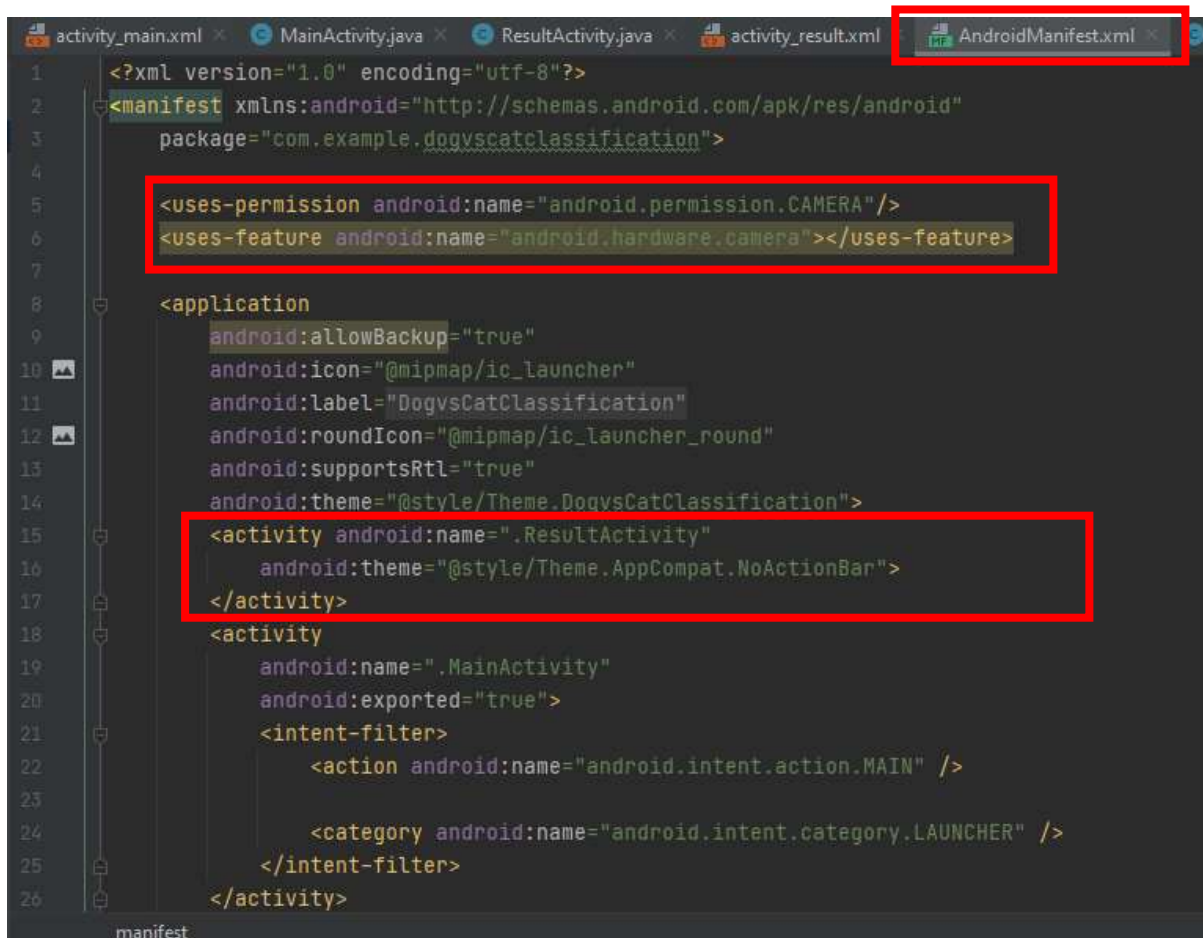 activity_main.xml MainActivity.java ResultActivity.java activity_result.xml AndroidManifest.xml
1 <?xml version="1.0" encoding="utf-8"?>
2 <manifest xmlns:android="http://schemas.android.com/apk/res/android"
3 package="com.example.dogvscatclassification">
4
5 <uses-permission android:name="android.permission.CAMERA"/>
6 <uses-feature android:name="android.hardware.camera"></uses-feature>
7
8 <application
9 android:allowBackup="true"
10 android:icon="@mipmap/ic_launcher"
11 android:label="DogvsCatClassification"
12 android:roundIcon="@mipmap/ic_launcher_round"
13 android:supportsRtl="true"
14 android:theme="@style/Theme.DogvsCatClassification">
15 <activity android:name=".ResultActivity"
16 android:theme="@style/Theme.AppCompat.NoActionBar">
17 </activity>
18 <activity
19 android:name=".MainActivity"
20 android:exported="true">
21 <intent-filter>
22 <action android:name="android.intent.action.MAIN" />
23
24 <category android:name="android.intent.category.LAUNCHER" />
25 </intent-filter>
26 </activity>
manifest